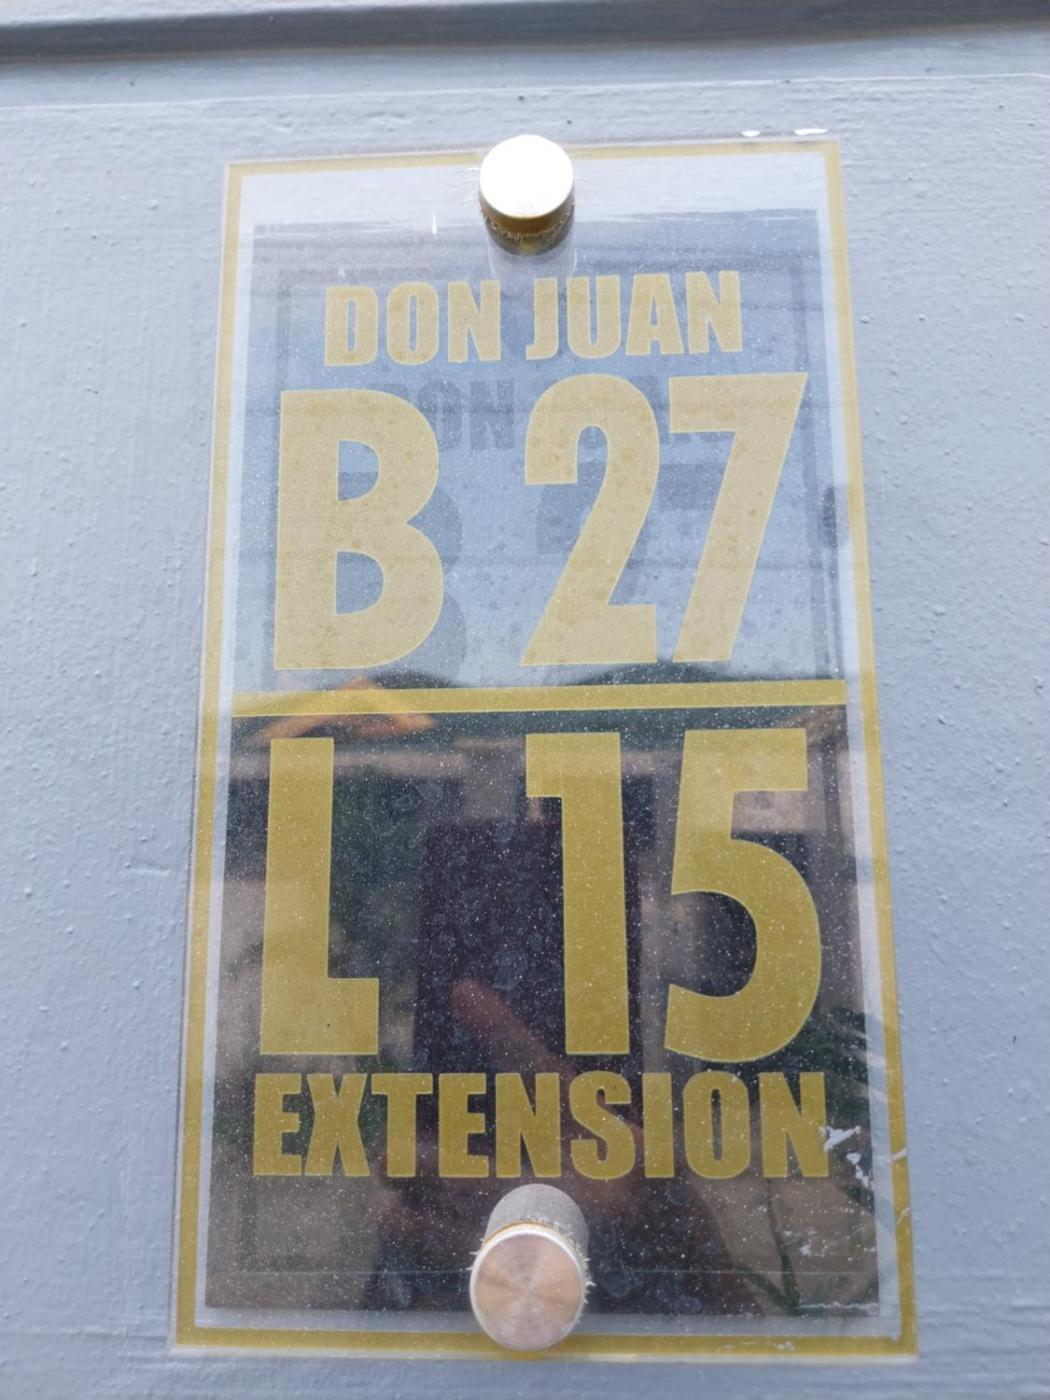 DON JUAN
B 27
L 15
EXTENSION